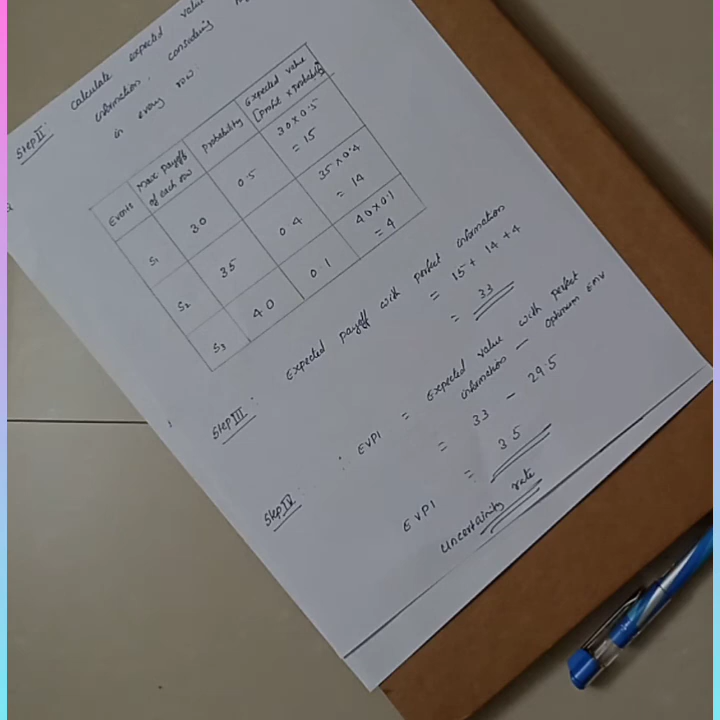 Step II: calculate expected value
information, considering
in every row.
Events | Max payoff of each row | Probability | Expected value [profit x probability]
S1 | 30 | 0.5 | 30 x 0.5 = 15
S2 | 35 | 0.4 | 35 x 0.4 = 14
S3 | 40 | 0.1 | 40 x 0.1 = 4
Step III: Expected payoff with perfect information
= 15 + 14 + 4
= 33
Step IV: ∴ EVPI = Expected value with perfect
information – optimum EMV
= 33 – 29.5
EVPI = 35
Uncertainity rate